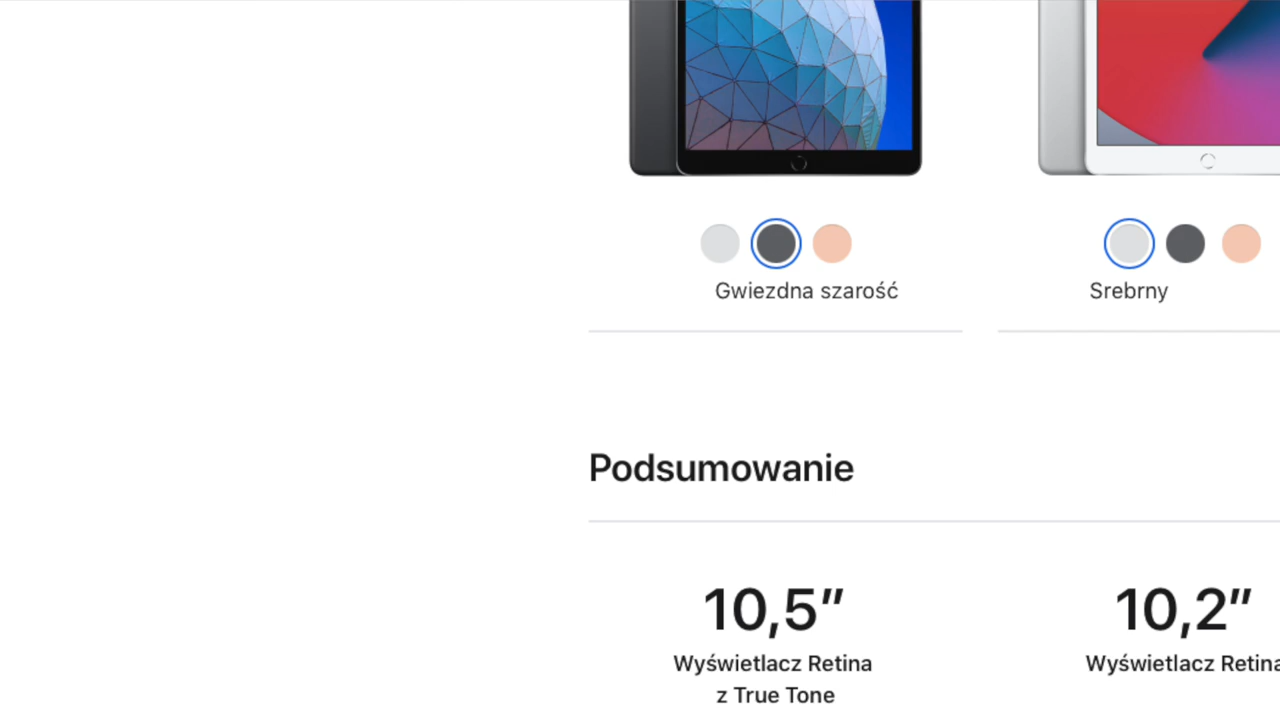 Gwiezdna szarość
Srebrny
Podsumowanie
10,5”
10,2”
Wyświetlacz Retina
z True Tone
Wyświetlacz Retina